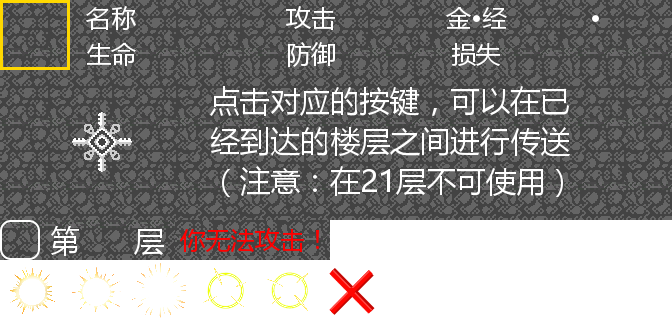 名称 攻击 金•经 •
生命 防御 损失
点击对应的按键，可以在已
经到达的楼层之间进行传送
（注意：在21层不可使用）
第 层 你无法攻击！